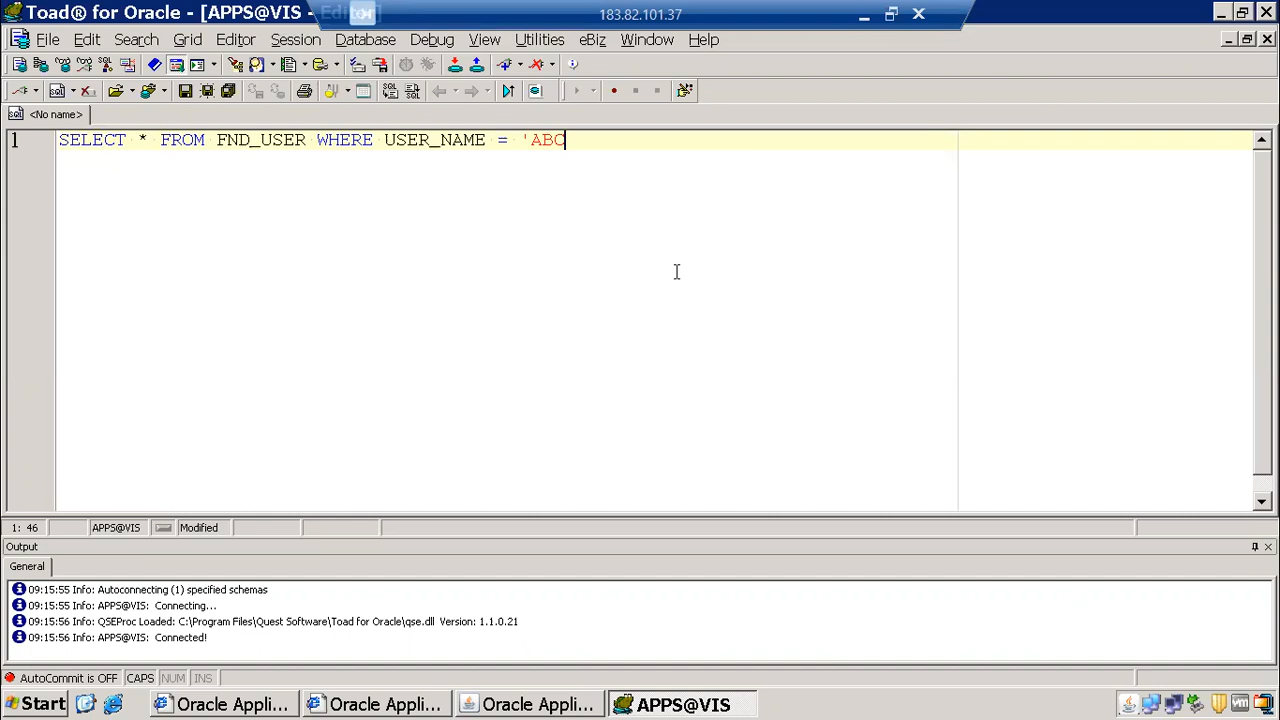 Toad® for Oracle - [APPS@VIS - Editor]
183.82.101.37
File Edit Search Grid Editor Session Database Debug View Utilities eBiz Window Help
<No name>
1 SELECT * FROM FND_USER WHERE USER_NAME = 'ABC
1: 46 APPS@VIS Modified
Output
General
09:15:55 Info: Autoconnecting (1) specified schemas
09:15:55 Info: APPS@VIS: Connecting...
09:15:56 Info: QSEProc Loaded: C:\Program Files\Quest Software\Toad for Oracle\qse.dll Version: 1.1.0.21
09:15:56 Info: APPS@VIS: Connected!
AutoCommit is OFF CAPS NUM INS
Start Oracle Appli... Oracle Appli... Oracle Appli... APPS@VIS